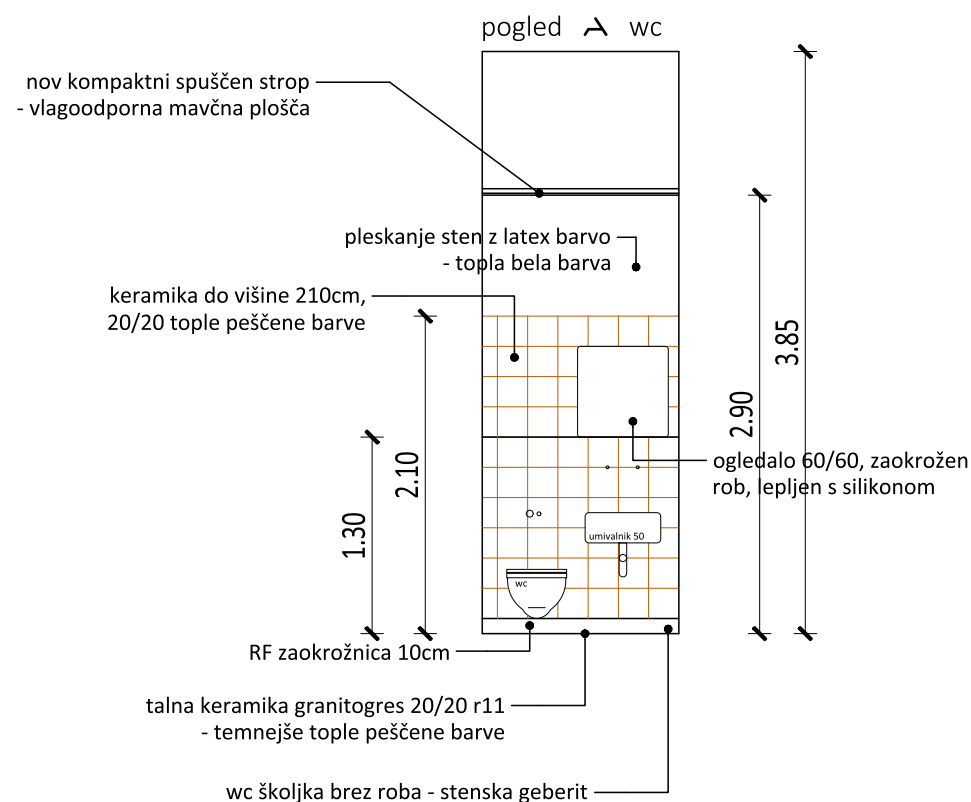 pogled A wc
nov kompaktni spuščen strop
- vlagoodporna mavčna plošča
pleskanje sten z latex barvo
- topla bela barva
keramika do višine 210cm,
20/20 tople peščene barve
3.85
2.90
2.10
1.30
ogledalo 60/60, zaokrožen
rob, lepljen s silikonom
umivalnik 50
wc
RF zaokrožnica 10cm
talna keramika granitogres 20/20 r11
- temnejše tople peščene barve
wc školjka brez roba - stenska geberit